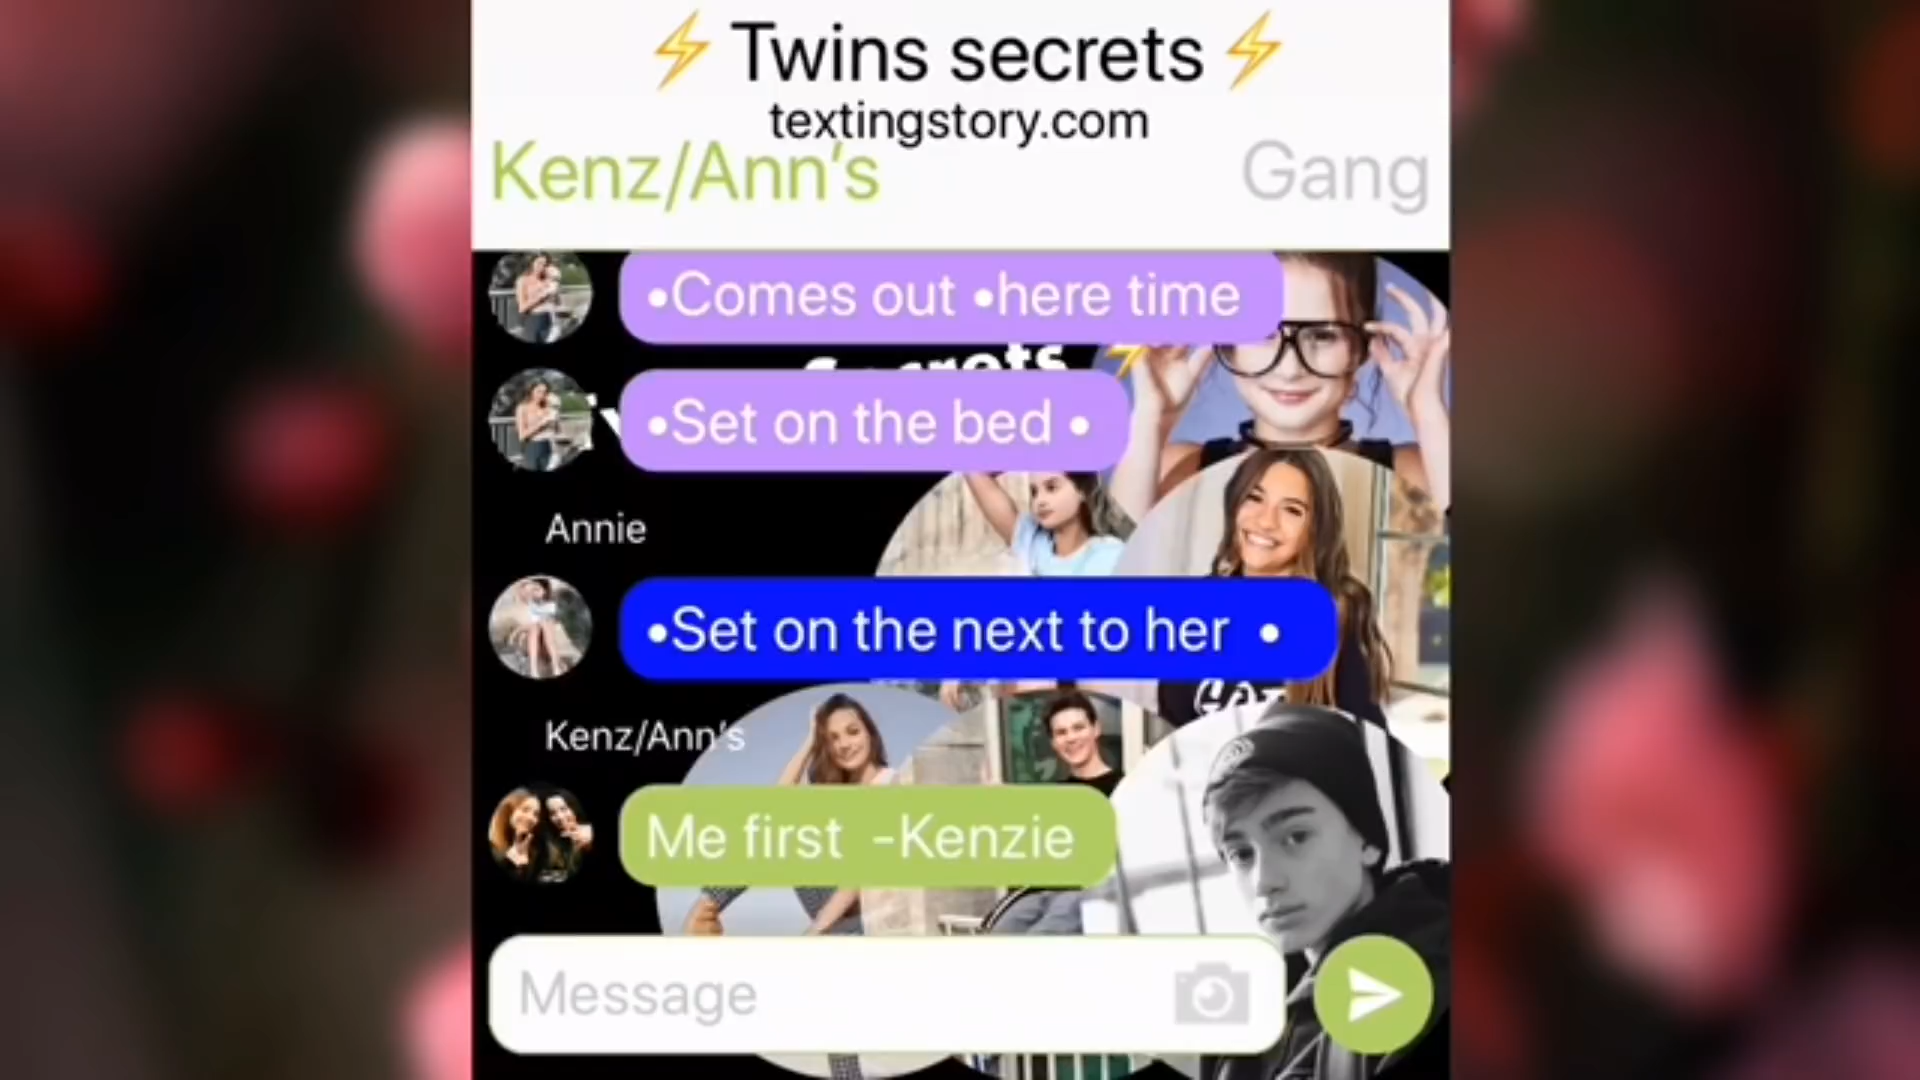 ⚡ Twins secrets ⚡
textingstory.com
Kenz/Ann's
Gang
•Comes out •here time
Secrets ⚡
•Set on the bed •
Annie
•Set on the next to her •
Kenz/Ann's
Me first -Kenzie
Message